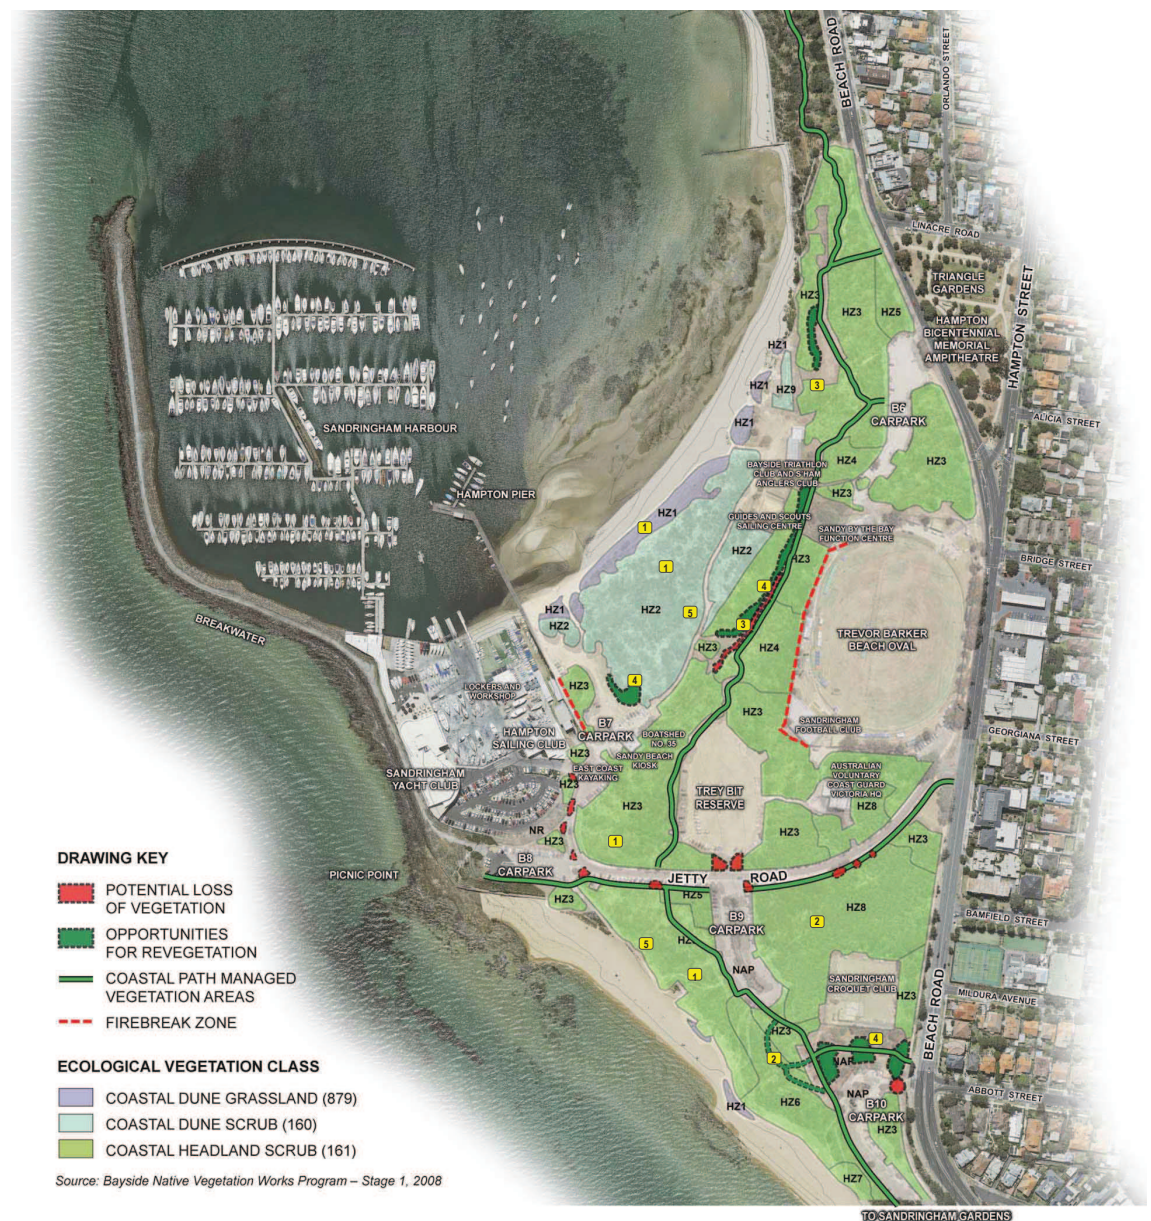 BEACH ROAD
ORLANDO STREET
LINACRE ROAD
TRIANGLE
GARDENS
HAMPTON STREET
HZ3
HZ3
HZ5
HAMPTON
BICENTENNIAL
MEMORIAL
AMPITHEATRE
HZ1
HZ1
HZ9
3
B6
CARPARK
HZ1
ALICIA STREET
SANDRINGHAM HARBOUR
HZ4
HZ3
BAYSIDE TRIATHLON
CLUB AND S.HAM
ANGLERS CLUB
HAMPTON PIER
HZ3
HZ1
1
GUIDES AND SCOUTS
SAILING CENTRE
SANDY BY THE BAY
FUNCTION CENTRE
HZ2
HZ3
BRIDGE STREET
1
4
HZ1
HZ2
HZ2
5
3
BREAKWATER
TREVOR BARKER
BEACH OVAL
HZ3
HZ4
4
HZ3
LOCKERS AND
WORKSHOP
HZ3
B7
CARPARK
SANDRINGHAM
FOOTBALL CLUB
HAMPTON
SAILING CLUB
BOATSHED
NO. 35
GEORGIANA STREET
HZ3
SANDY BEACH
KIOSK
EAST COAST
KAYAKING
SANDRINGHAM
YACHT CLUB
AUSTRALIAN
VOLUNTARY
COAST GUARD
VICTORIA HQ
HZ3
TREY BIT
RESERVE
HZ3
HZ8
NR
HZ3
1
HZ3
HZ3
B8
CARPARK
PICNIC POINT
JETTY ROAD
HZ3
HZ5
HZ8
B9
CARPARK
2
BAMFIELD STREET
5
1
NAP
SANDRINGHAM
CROQUET CLUB
HZ3
MILDURA AVENUE
BEACH ROAD
HZ3
4
2
NAP
HZ1
HZ6
NAP
B10
CARPARK
ABBOTT STREET
HZ3
HZ7
TO SANDRINGHAM GARDENS
DRAWING KEY
POTENTIAL LOSS
OF VEGETATION
OPPORTUNITIES
FOR REVEGETATION
COASTAL PATH MANAGED
VEGETATION AREAS
FIREBREAK ZONE
ECOLOGICAL VEGETATION CLASS
COASTAL DUNE GRASSLAND (879)
COASTAL DUNE SCRUB (160)
COASTAL HEADLAND SCRUB (161)
Source: Bayside Native Vegetation Works Program – Stage 1, 2008